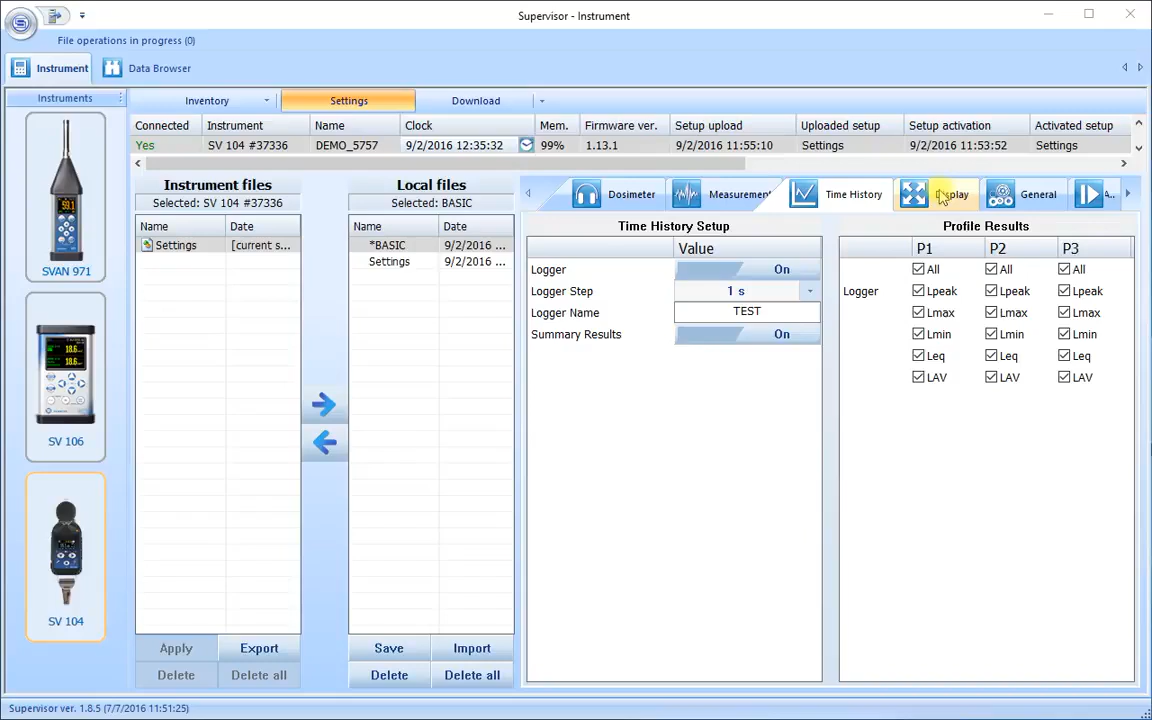 Supervisor - Instrument
File operations in progress (0)
Instrument
Data Browser
Instruments
Inventory
Settings
Download
Connected Instrument Name Clock Mem. Firmware ver. Setup upload Uploaded setup Setup activation Activated setup
Yes SV 104 #37336 DEMO_5757 9/2/2016 12:35:32 99% 1.13.1 9/2/2016 11:55:10 Settings 9/2/2016 11:53:52 Settings
SVAN 971
SV 106
SV 104
Instrument files
Selected: SV 104 #37336
Name Date
Settings [current s...
Apply Export
Delete Delete all
Local files
Selected: BASIC
Name Date
*BASIC 9/2/2016 ...
Settings 9/2/2016 ...
Save Import
Delete Delete all
Dosimeter
Measurement
Time History
Display
General
A..
Time History Setup
Value
Logger On
Logger Step 1 s
Logger Name TEST
Summary Results On
Profile Results
P1 P2 P3
All All All
Logger Lpeak Lpeak Lpeak
Lmax Lmax Lmax
Lmin Lmin Lmin
Leq Leq Leq
LAV LAV LAV
Supervisor ver. 1.8.5 (7/7/2016 11:51:25)